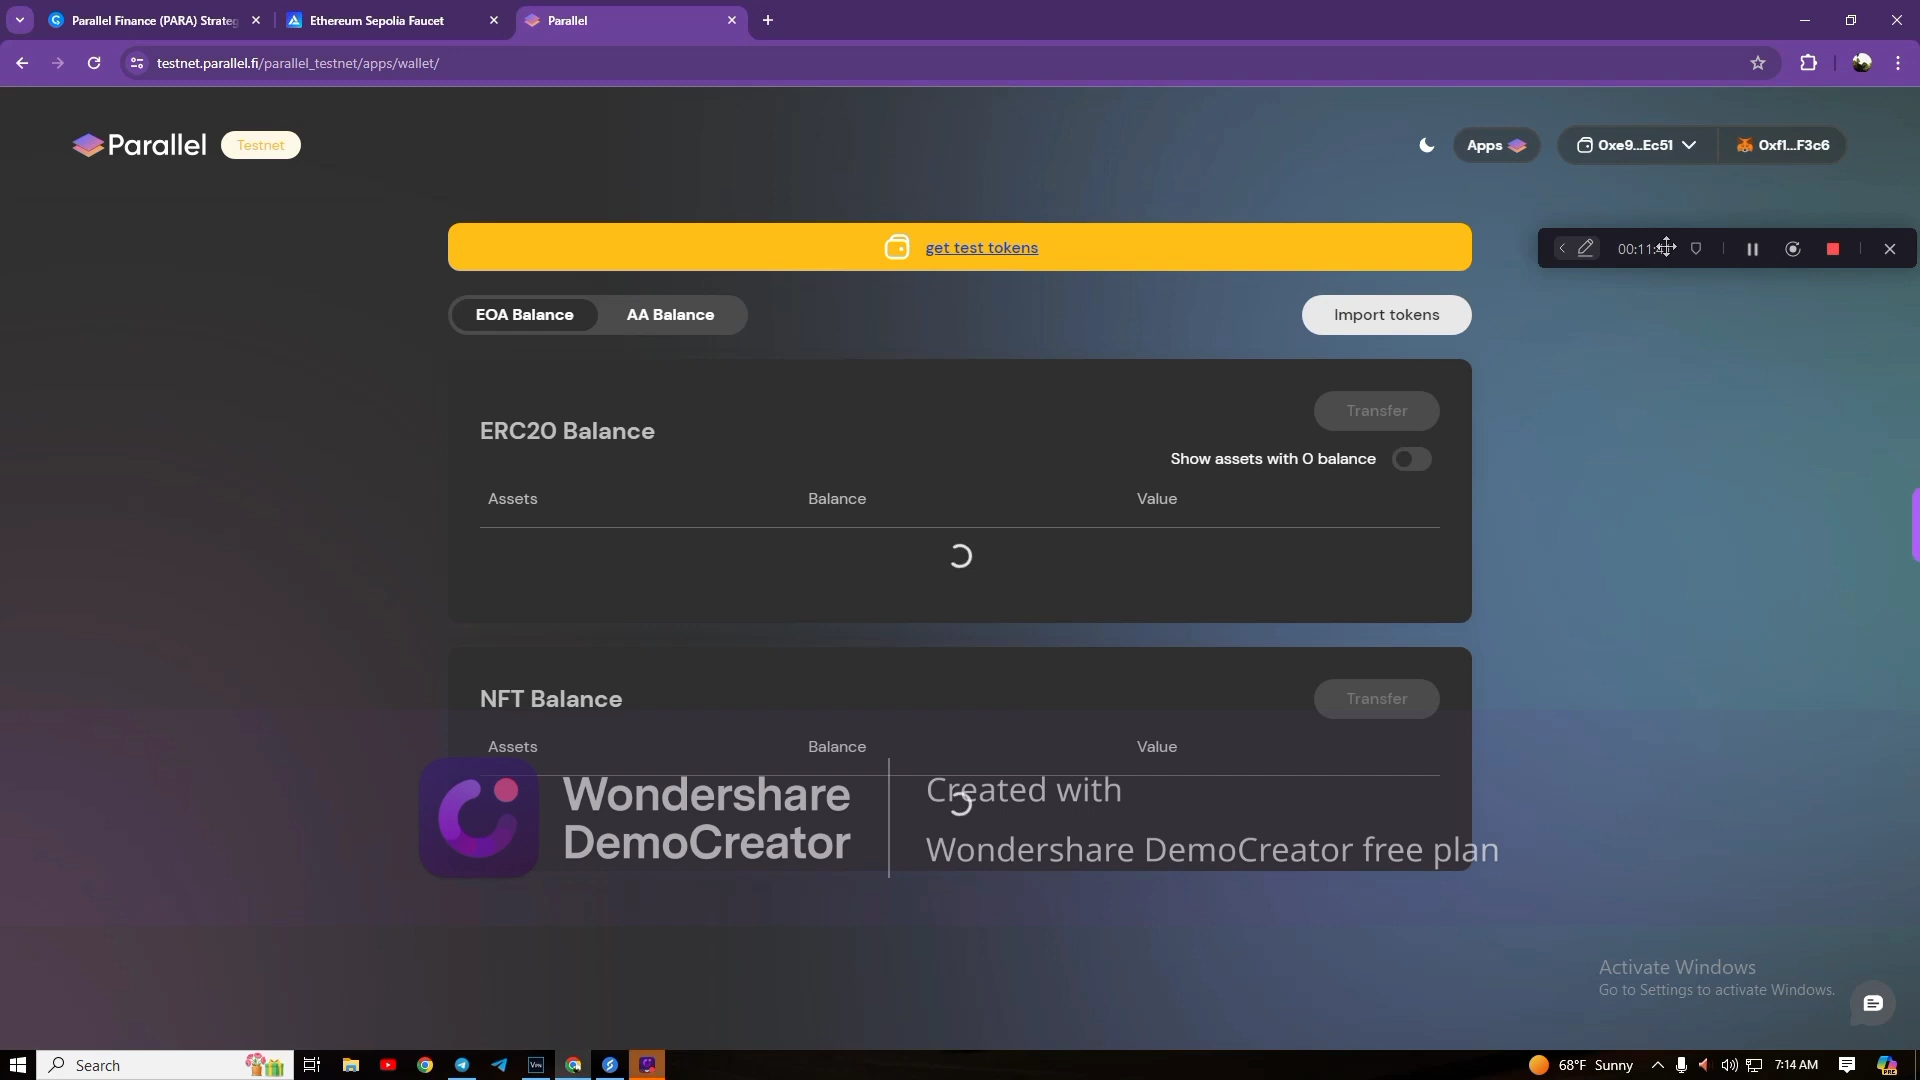 Parallel Finance (PARA) Strateg
Ethereum Sepolia Faucet
Parallel
testnet.parallel.fi/parallel_testnet/apps/wallet/
Parallel
Testnet
Apps
0xe9...Ec51
0xf1...F3c6
get test tokens
00:11:
EOA Balance
AA Balance
Import tokens
ERC20 Balance
Transfer
Show assets with 0 balance
Assets
Balance
Value
NFT Balance
Transfer
Assets
Balance
Value
Wondershare
DemoCreator
Created with
Wondershare DemoCreator free plan
Activate Windows
Go to Settings to activate Windows.
Search
68°F Sunny
7:14 AM